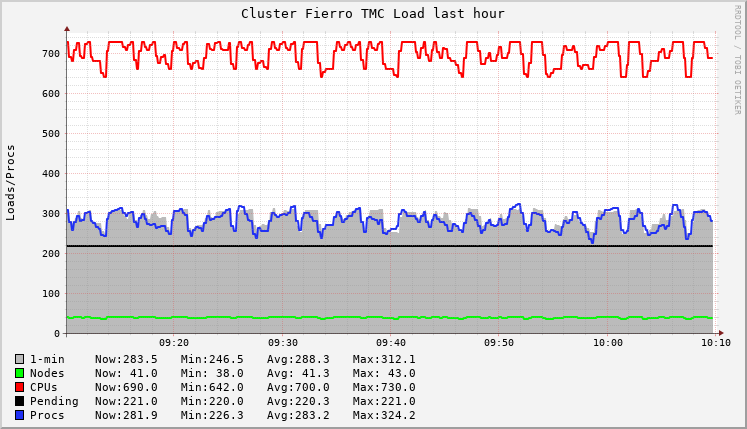 Cluster Fierro TMC Load last hour
RRDTOOL / TOBI OETIKER
Loads/Procs
700
600
500
400
300
200
100
0
09:20 09:30 09:40 09:50 10:00 10:10
1-min Now:283.5 Min:246.5 Avg:288.3 Max:312.1
Nodes Now: 41.0 Min: 38.0 Avg: 41.3 Max: 43.0
CPUs Now:690.0 Min:642.0 Avg:700.0 Max:730.0
Pending Now:221.0 Min:220.0 Avg:220.3 Max:221.0
Procs Now:281.9 Min:226.3 Avg:283.2 Max:324.2